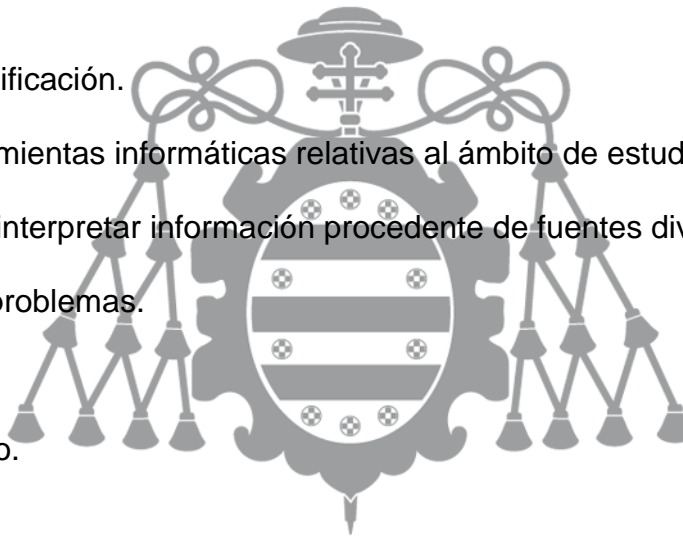 ificación.
mientas informáticas relativas al ámbito de estud
interpretar información procedente de fuentes div
problemas.
o.